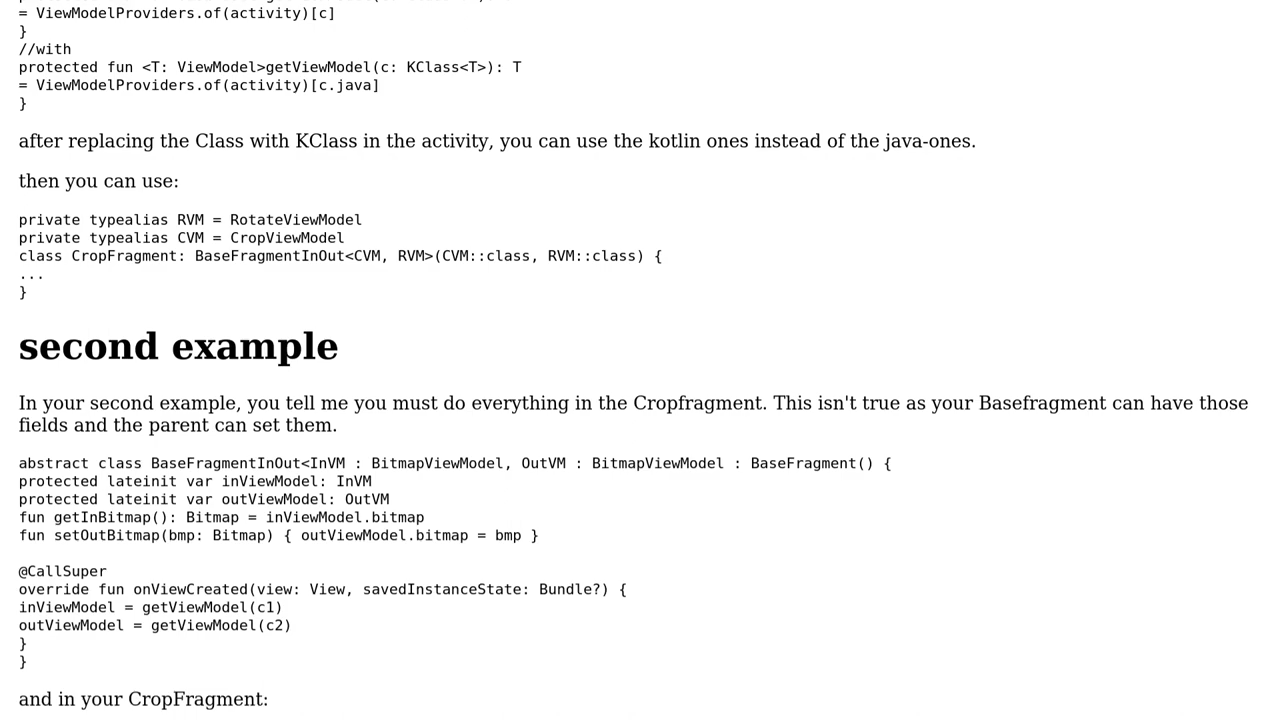 = ViewModelProviders.of(activity)[c]
}
//with
protected fun <T: ViewModel>getViewModel(c: KClass<T>): T
= ViewModelProviders.of(activity)[c.java]
}
after replacing the Class with KClass in the activity, you can use the kotlin ones instead of the java-ones.
then you can use:
private typealias RVM = RotateViewModel
private typealias CVM = CropViewModel
class CropFragment: BaseFragmentInOut<CVM, RVM>(CVM::class, RVM::class) {
...
}
second example
In your second example, you tell me you must do everything in the Cropfragment. This isn't true as your Basefragment can have those
fields and the parent can set them.
abstract class BaseFragmentInOut<InVM : BitmapViewModel, OutVM : BitmapViewModel : BaseFragment() {
protected lateinit var inViewModel: InVM
protected lateinit var outViewModel: OutVM
fun getInBitmap(): Bitmap = inViewModel.bitmap
fun setOutBitmap(bmp: Bitmap) { outViewModel.bitmap = bmp }
@CallSuper
override fun onViewCreated(view: View, savedInstanceState: Bundle?) {
inViewModel = getViewModel(c1)
outViewModel = getViewModel(c2)
}
}
and in your CropFragment: